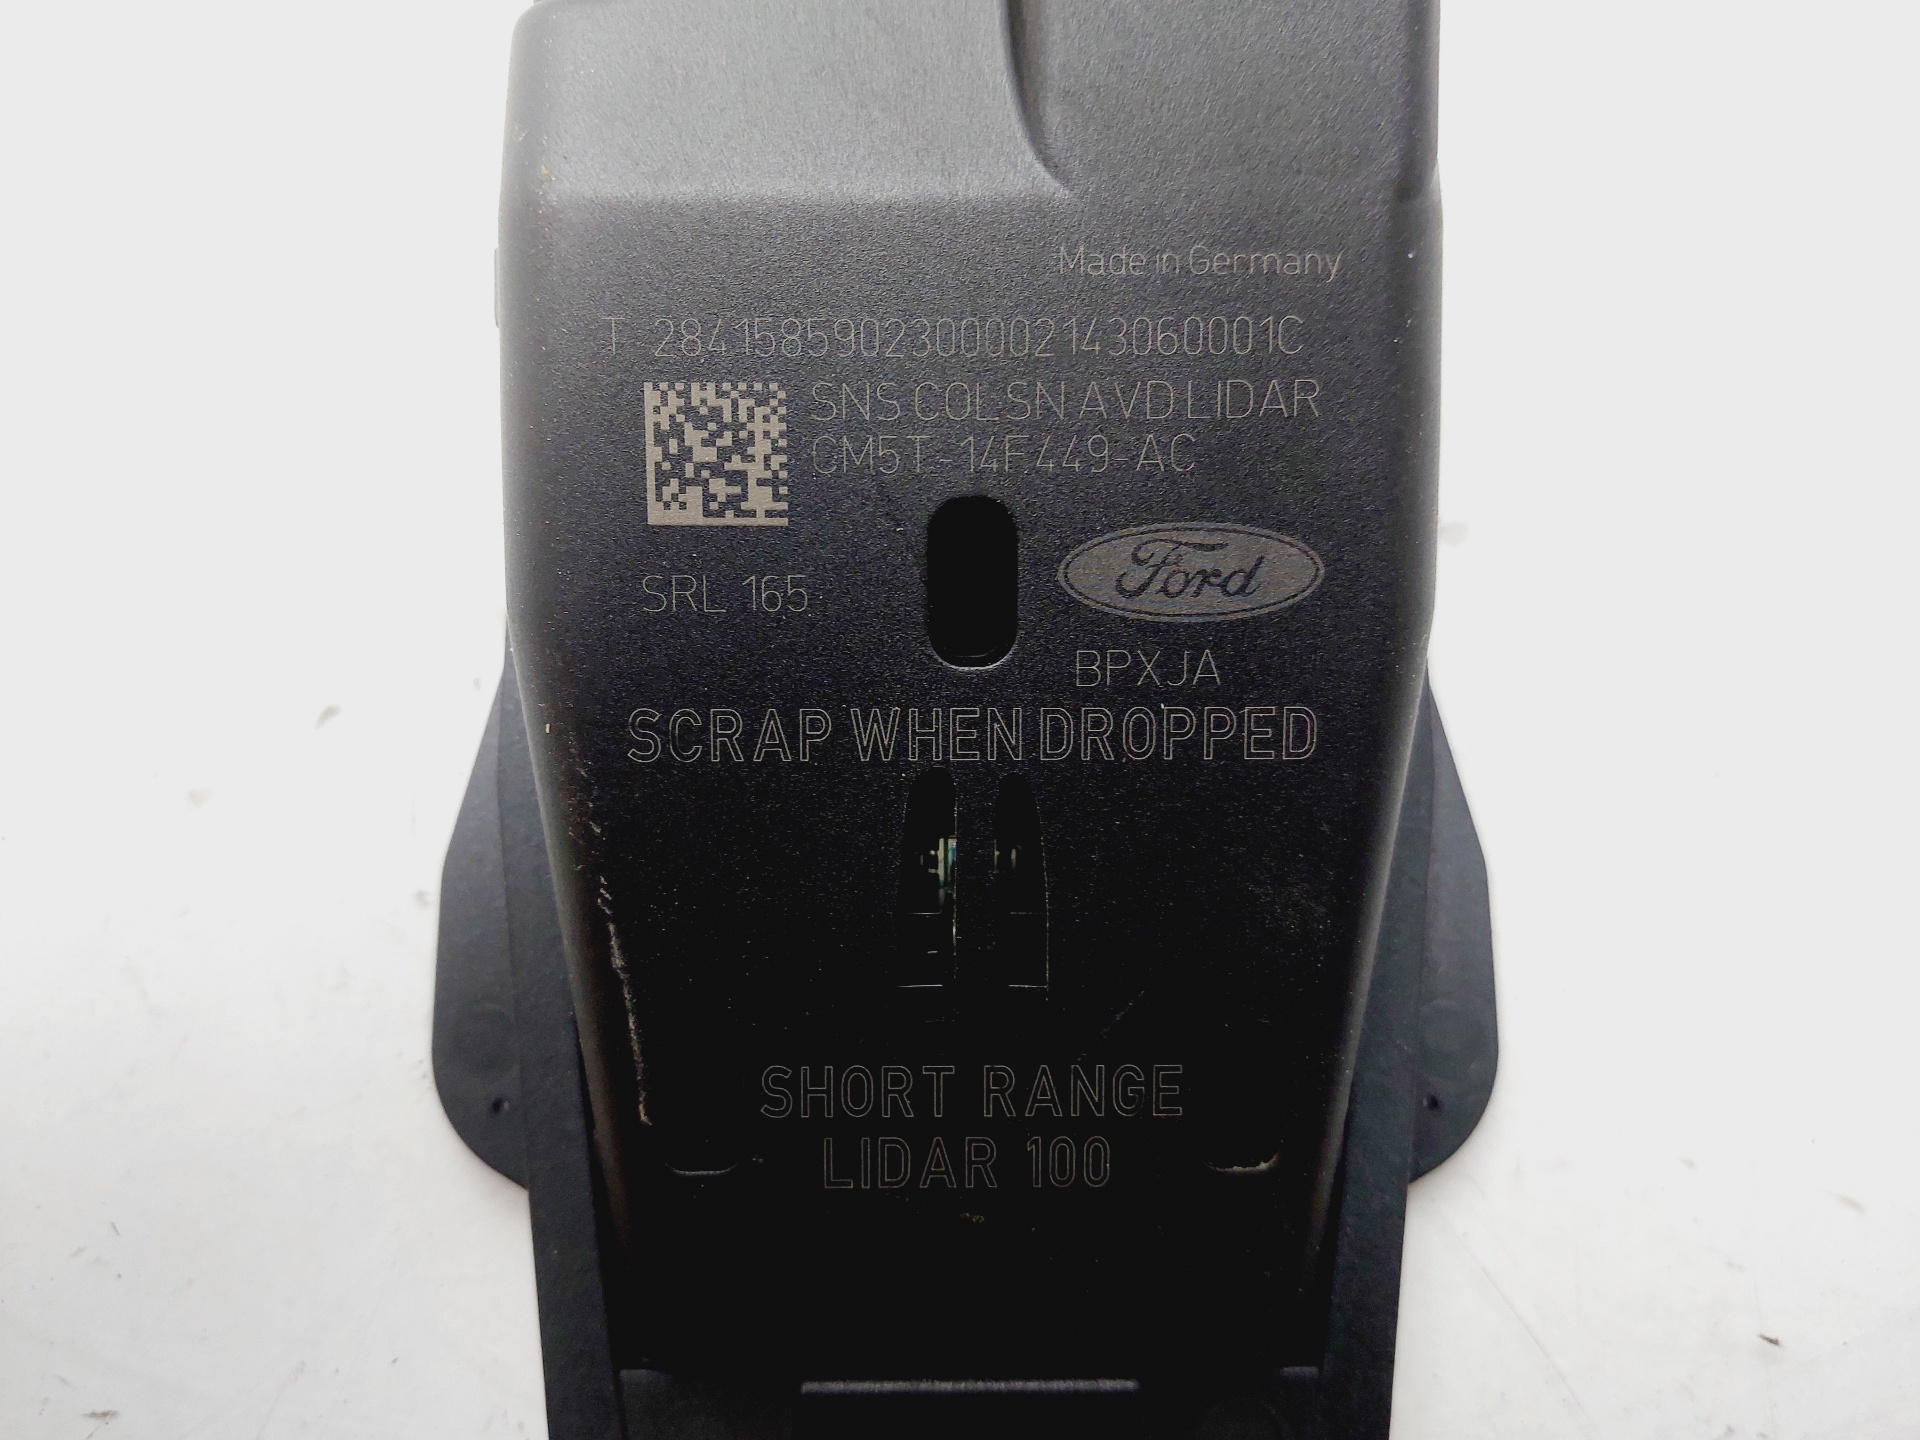 Made in Germany
T 2841585902300002143060001C
SNS COLSN AVD LIDAR
CM5T-14F449-AC
Ford
SRL 165
BPXJA
SCRAP WHEN DROPPED
SHORT RANGE
LIDAR 100